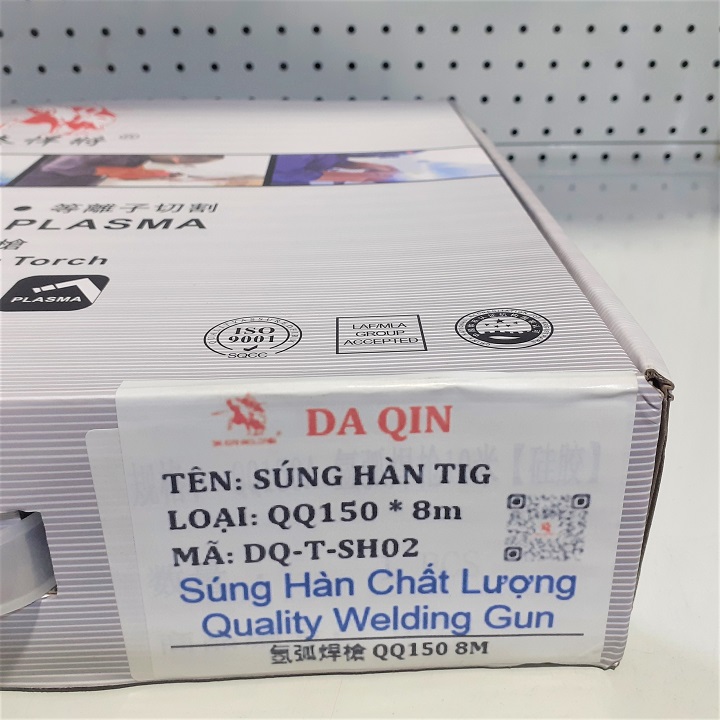 ®
等離子切割
PLASMA
槍
Torch
PLASMA
ISO
9001
SQCC
LAF/MLA
GROUP
ACCEPTED
DA QIN
TÊN: SÚNG HÀN TIG
LOẠI: QQ150 * 8m
MÃ: DQ-T-SH02
Súng Hàn Chất Lượng
Quality Welding Gun
氬弧焊槍 QQ150 8M